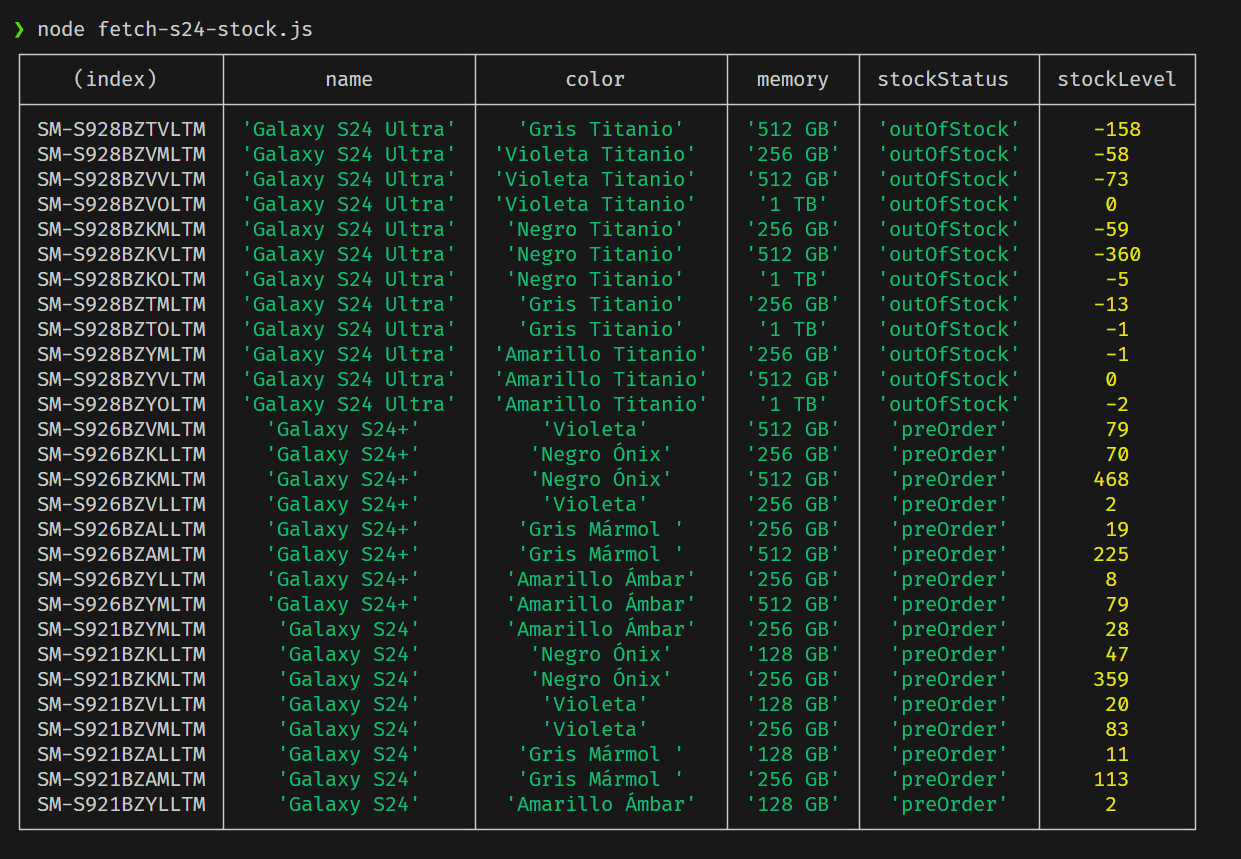 ❯ node fetch-s24-stock.js
(index) name color memory stockStatus stockLevel
SM-S928BZTVLTM 'Galaxy S24 Ultra' 'Gris Titanio' '512 GB' 'outOfStock' -158
SM-S928BZVMLTM 'Galaxy S24 Ultra' 'Violeta Titanio' '256 GB' 'outOfStock' -58
SM-S928BZVVLTM 'Galaxy S24 Ultra' 'Violeta Titanio' '512 GB' 'outOfStock' -73
SM-S928BZVOLTM 'Galaxy S24 Ultra' 'Violeta Titanio' '1 TB' 'outOfStock' 0
SM-S928BZKMLTM 'Galaxy S24 Ultra' 'Negro Titanio' '256 GB' 'outOfStock' -59
SM-S928BZKVLTM 'Galaxy S24 Ultra' 'Negro Titanio' '512 GB' 'outOfStock' -360
SM-S928BZKOLTM 'Galaxy S24 Ultra' 'Negro Titanio' '1 TB' 'outOfStock' -5
SM-S928BZTMLTM 'Galaxy S24 Ultra' 'Gris Titanio' '256 GB' 'outOfStock' -13
SM-S928BZTOLTM 'Galaxy S24 Ultra' 'Gris Titanio' '1 TB' 'outOfStock' -1
SM-S928BZYMLTM 'Galaxy S24 Ultra' 'Amarillo Titanio' '256 GB' 'outOfStock' -1
SM-S928BZYVLTM 'Galaxy S24 Ultra' 'Amarillo Titanio' '512 GB' 'outOfStock' 0
SM-S928BZYOLTM 'Galaxy S24 Ultra' 'Amarillo Titanio' '1 TB' 'outOfStock' -2
SM-S926BZVMLTM 'Galaxy S24+' 'Violeta' '512 GB' 'preOrder' 79
SM-S926BZKLLTM 'Galaxy S24+' 'Negro Ónix' '256 GB' 'preOrder' 70
SM-S926BZKMLTM 'Galaxy S24+' 'Negro Ónix' '512 GB' 'preOrder' 468
SM-S926BZVLLTM 'Galaxy S24+' 'Violeta' '256 GB' 'preOrder' 2
SM-S926BZALLTM 'Galaxy S24+' 'Gris Mármol ' '256 GB' 'preOrder' 19
SM-S926BZAMLTM 'Galaxy S24+' 'Gris Mármol ' '512 GB' 'preOrder' 225
SM-S926BZYLLTM 'Galaxy S24+' 'Amarillo Ámbar' '256 GB' 'preOrder' 8
SM-S926BZYMLTM 'Galaxy S24+' 'Amarillo Ámbar' '512 GB' 'preOrder' 79
SM-S921BZYMLTM 'Galaxy S24' 'Amarillo Ámbar' '256 GB' 'preOrder' 28
SM-S921BZKLLTM 'Galaxy S24' 'Negro Ónix' '128 GB' 'preOrder' 47
SM-S921BZKMLTM 'Galaxy S24' 'Negro Ónix' '256 GB' 'preOrder' 359
SM-S921BZVLLTM 'Galaxy S24' 'Violeta' '128 GB' 'preOrder' 20
SM-S921BZVMLTM 'Galaxy S24' 'Violeta' '256 GB' 'preOrder' 83
SM-S921BZALLTM 'Galaxy S24' 'Gris Mármol ' '128 GB' 'preOrder' 11
SM-S921BZAMLTM 'Galaxy S24' 'Gris Mármol ' '256 GB' 'preOrder' 113
SM-S921BZYLLTM 'Galaxy S24' 'Amarillo Ámbar' '128 GB' 'preOrder' 2